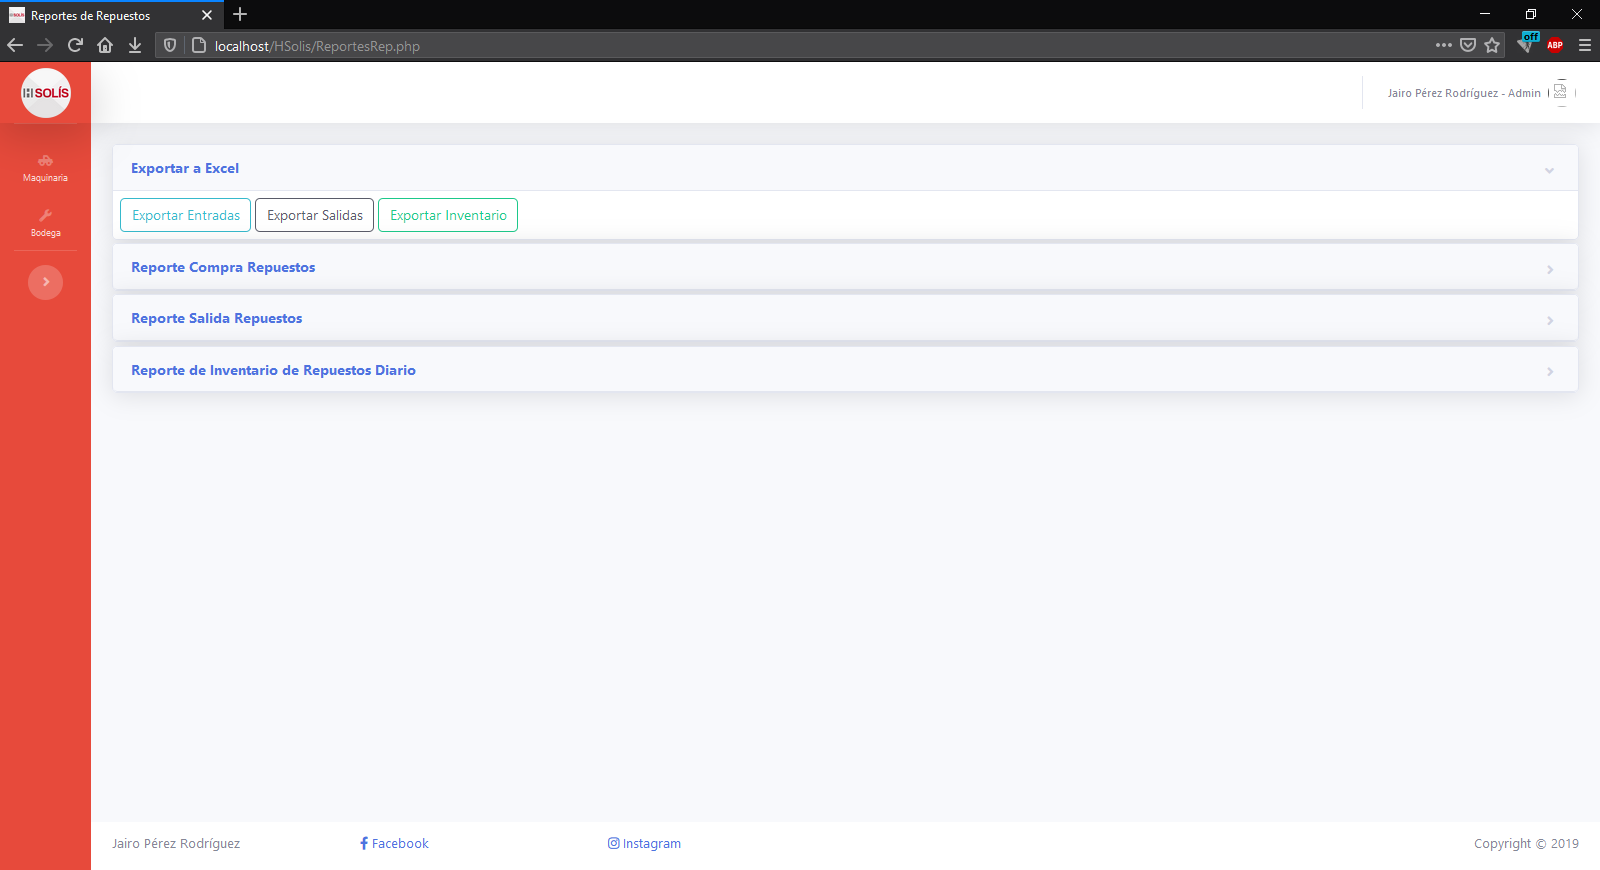 Reportes de Repuestos
localhost/HSolis/ReportesRep.php
off
ABP
H SOLÍS
Jairo Pérez Rodríguez - Admin
Maquinaria
Bodega
Exportar a Excel
Exportar Entradas Exportar Salidas Exportar Inventario
Reporte Compra Repuestos
Reporte Salida Repuestos
Reporte de Inventario de Repuestos Diario
Jairo Pérez Rodríguez Facebook Instagram Copyright © 2019